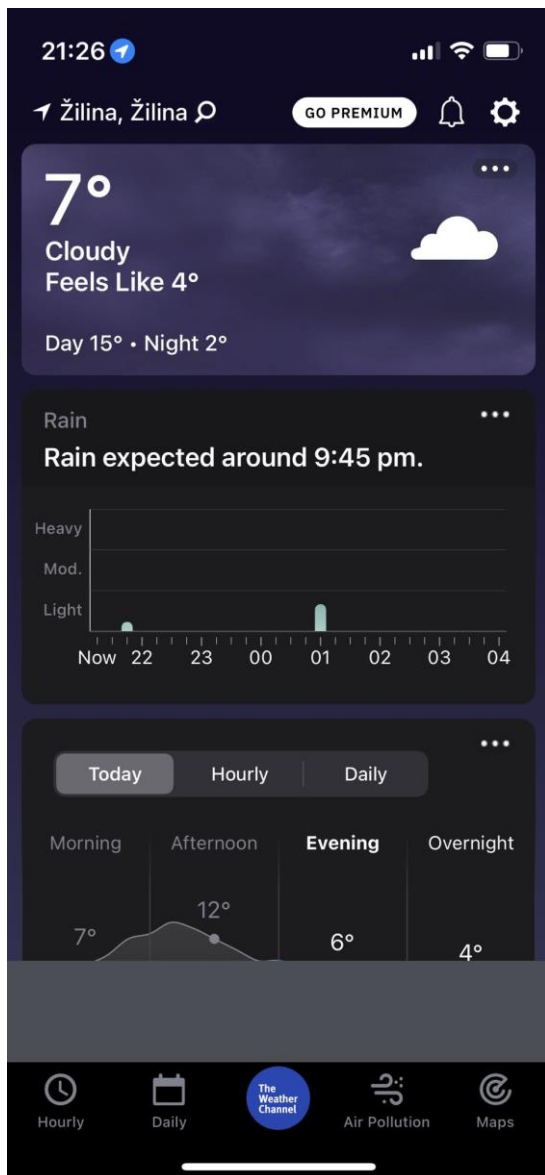 21:26
Žilina, Žilina
GO PREMIUM
7°
Cloudy
Feels Like 4°
Day 15° • Night 2°
Rain
Rain expected around 9:45 pm.
Heavy
Mod.
Light
Now 22 23 00 01 02 03 04
Today Hourly Daily
Morning Afternoon Evening Overnight
12°
7° 6° 4°
The
Weather
Channel
Hourly Daily Air Pollution Maps